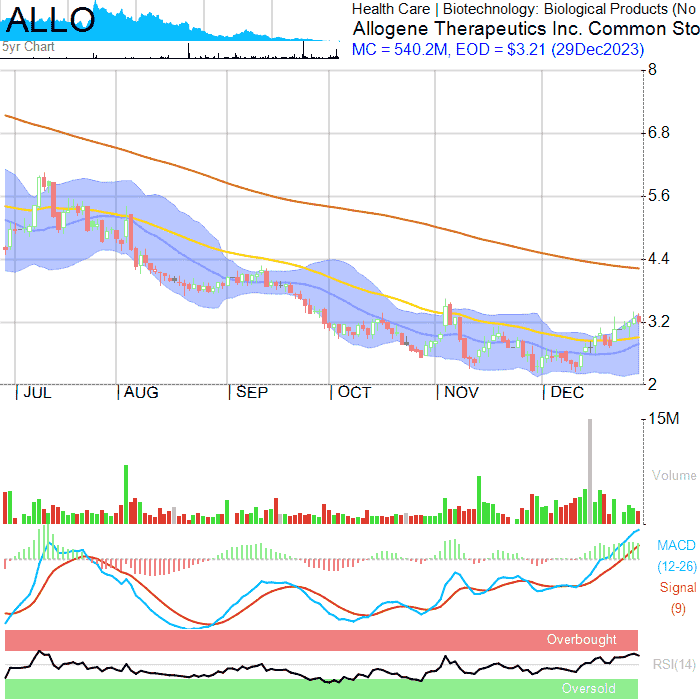 ALLO
5yr Chart
Health Care | Biotechnology: Biological Products (No
Allogene Therapeutics Inc. Common Sto
MC = 540.2M, EOD = $3.21 (29Dec2023)
8
6.8
5.6
4.4
3.2
2
|JUL |AUG |SEP |OCT |NOV |DEC
15M
Volume
MACD
(12-26)
Signal
(9)
Overbought
RSI(14)
Oversold